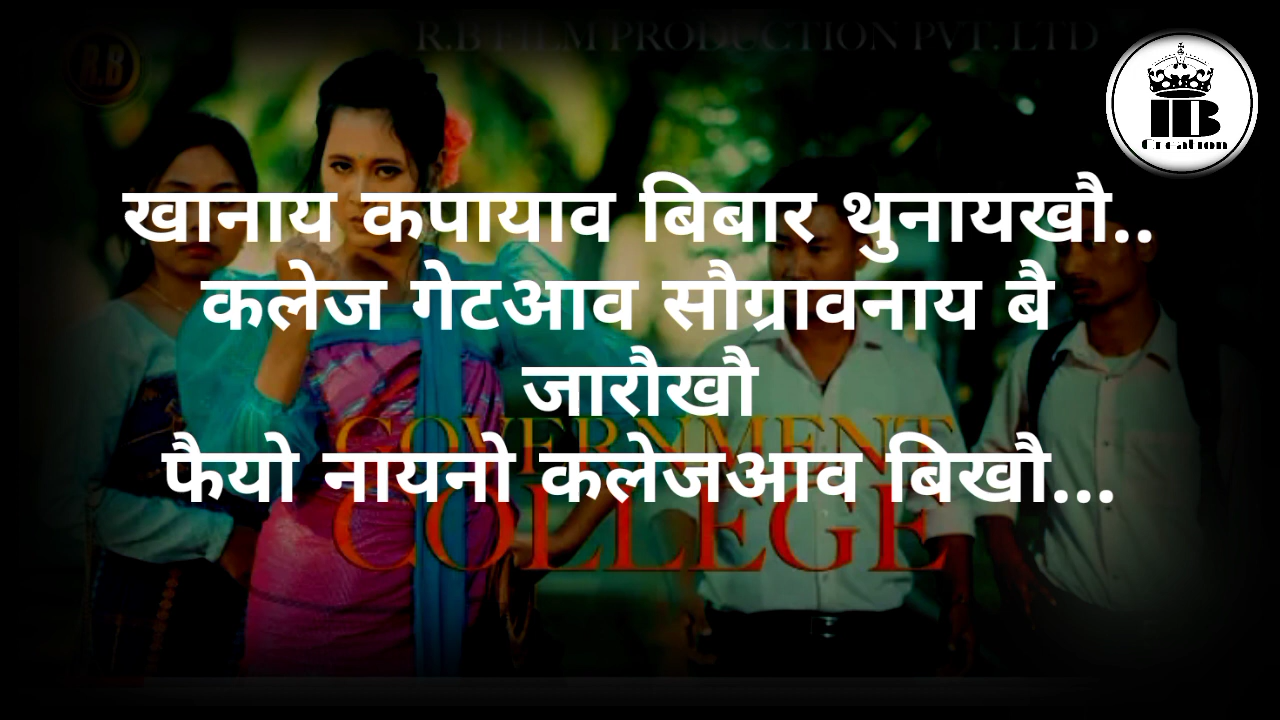 R.B FILM PRODUCTION PVT. LTD
R.B
IB
Creation
खानाय कपायाव बिबार थुनायखौ..
कलेज गेटआव सौग्रावनाय बै
जारौखौ
फैयो नायनो कलेजआव बिखौ...
GOVERNMENT
COLLEGE